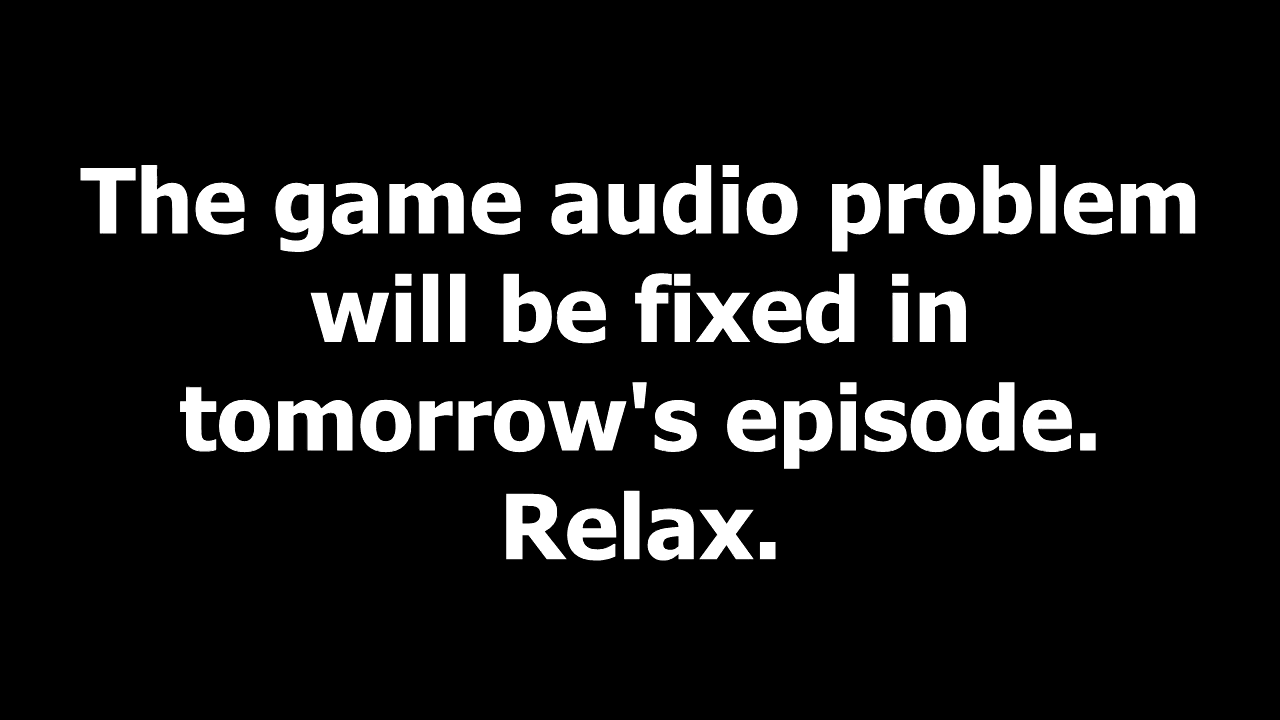 The game audio problem
will be fixed in
tomorrow's episode.
Relax.